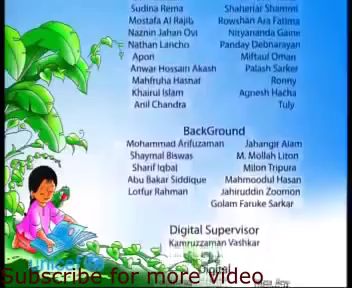 Sudina Rema Shaheriar Shammi
Mostafa Al Rajib Rowshan Ara Fatima
Naznin Jahan Ovi Nityananda Gaine
Nathan Lancho Panday Debnarayan
Apon Miftaul Oman
Anwar Hossain Akash Palash Sarker
Mahfruha Hasnat Ronny
Khairul Islam Agnesh Hacha
Anil Chandra Tuly
BackGround
Mohammad Arifuzaman Jahangir Alam
Shaymal Biswas M. Mollah Liton
Sharif Iqbal Milon Tripura
Abu Bakar Siddique Mahmoodul Hasan
Lotfur Rahman Jahiruddin Zoomon
Golam Faruke Sarkar
Digital Supervisor
Kamruzzaman Vashkar
unicef
Digital
Subscribe for more video